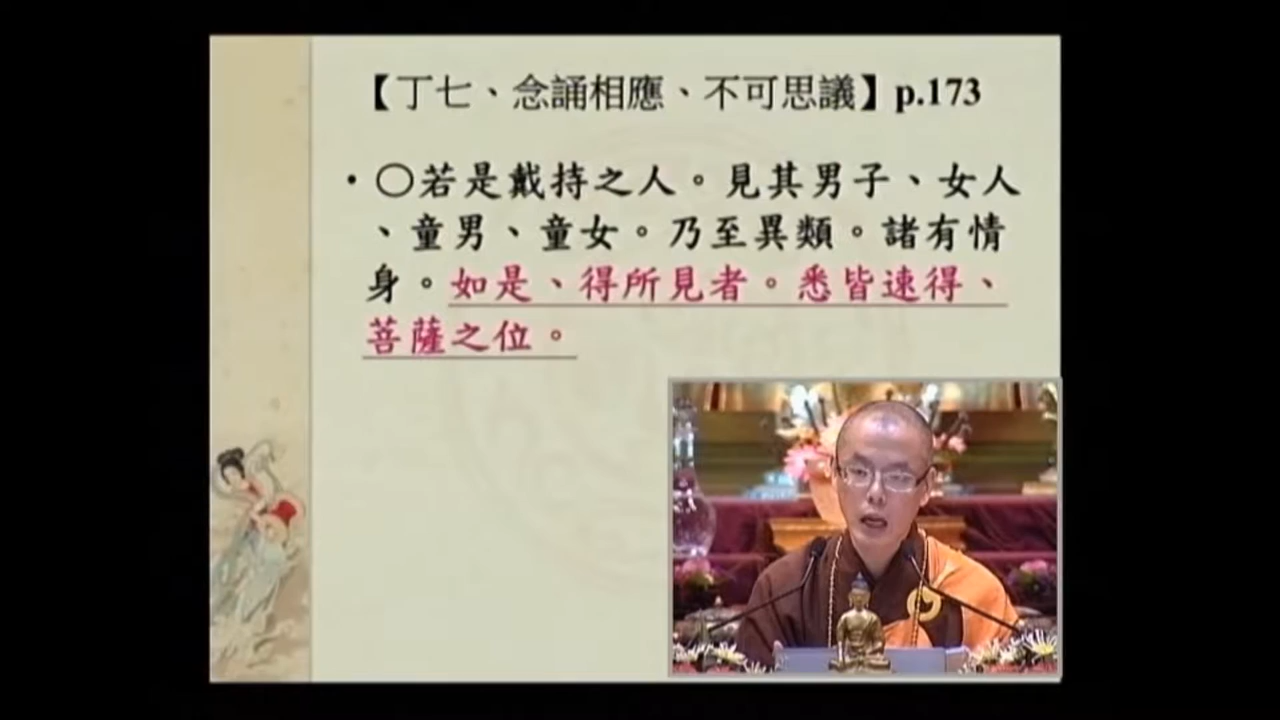 【丁七、念誦相應、不可思議】p.173
•〇若是戴持之人。見其男子、女人
、童男、童女。乃至異類。諸有情
身。如是、得所見者。悉皆速得、
菩薩之位。